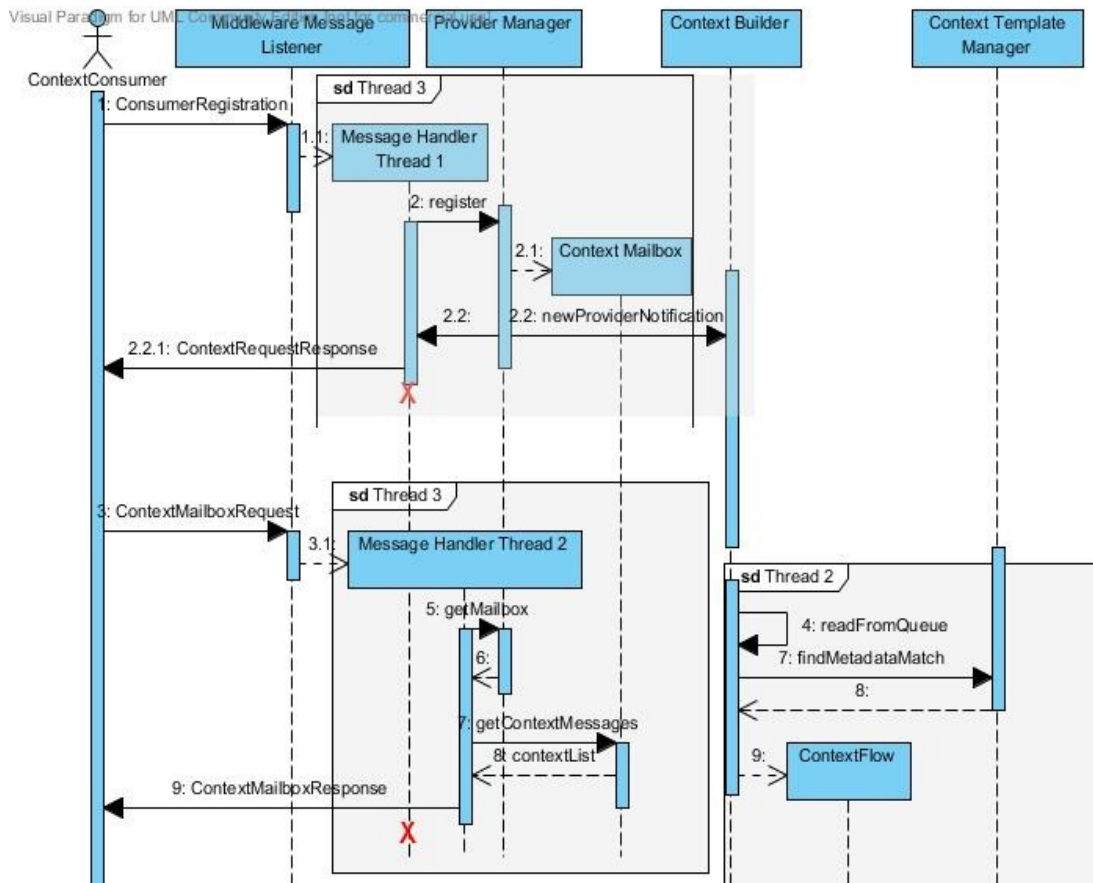 Visual Paradigm for UML Community Edition [not for commercial use]
Middleware Message
Listener
Provider Manager
Context Builder
Context Template
Manager
ContextConsumer
sd Thread 3
1: ConsumerRegistration
1.1:
Message Handler
Thread 1
2: register
2.1:
Context Mailbox
2.2:
2.2: newProviderNotification
2.2.1: ContextRequestResponse
X
sd Thread 3
3: ContextMailboxRequest
3.1:
Message Handler Thread 2
sd Thread 2
5: getMailbox
4: readFromQueue
6:
7: findMetadataMatch
8:
7: getContextMessages
8: contextList
9:
ContextFlow
9: ContextMailboxResponse
X